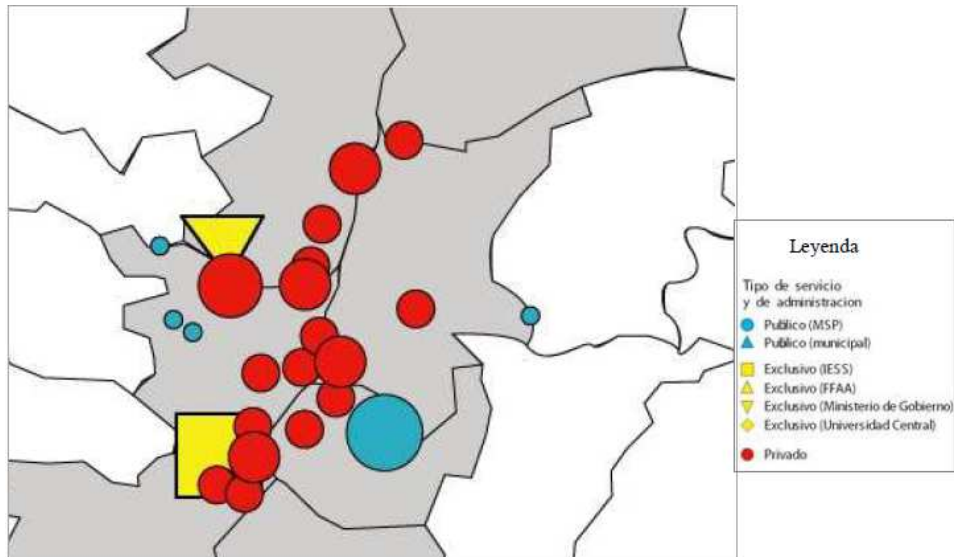 Leyenda
Tipo de servicio
y de administracion
Publico (MSP)
Publico (municipal)
Exclusivo (IESS)
Exclusivo (FFAA)
Exclusivo (Ministerio de Gobierno)
Exclusivo (Universidad Central)
Privado